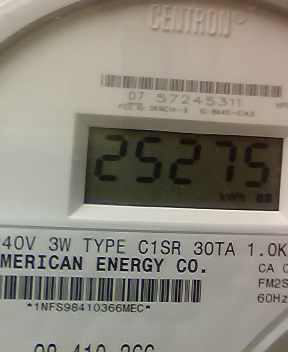 CENTRON®
07 57245311
25275
kWh
40V 3W TYPE C1SR 30TA 1.0K
MERICAN ENERGY CO.
CA 0
FM2S
60Hz
*1NFS98410366MEC*